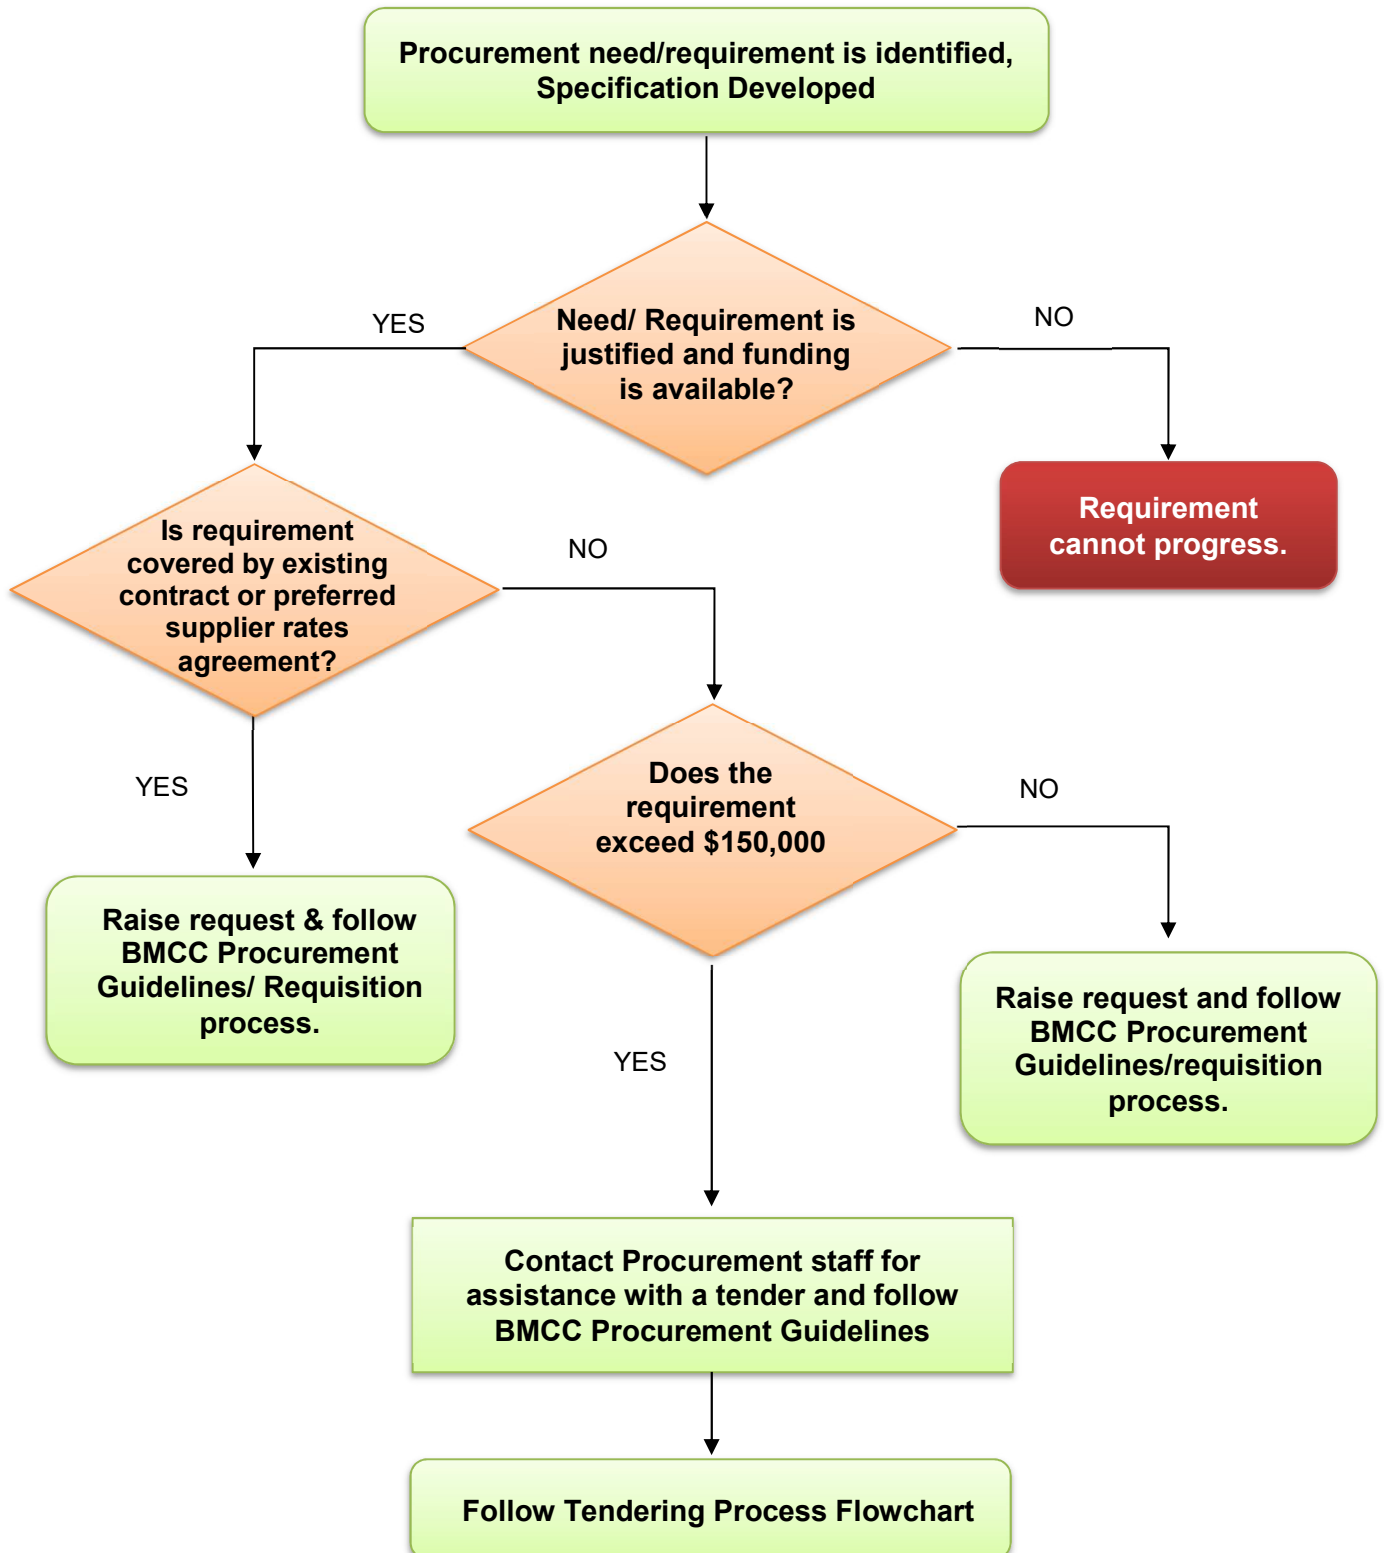 Procurement need/requirement is identified,
Specification Developed
YES
Need/ Requirement is
justified and funding
is available?
NO
Is requirement
covered by existing
contract or preferred
supplier rates
agreement?
NO
Requirement
cannot progress.
YES
Does the
requirement
exceed $150,000
NO
Raise request & follow
BMCC Procurement
Guidelines/ Requisition
process.
Raise request and follow
BMCC Procurement
Guidelines/requisition
process.
YES
Contact Procurement staff for
assistance with a tender and follow
BMCC Procurement Guidelines
Follow Tendering Process Flowchart